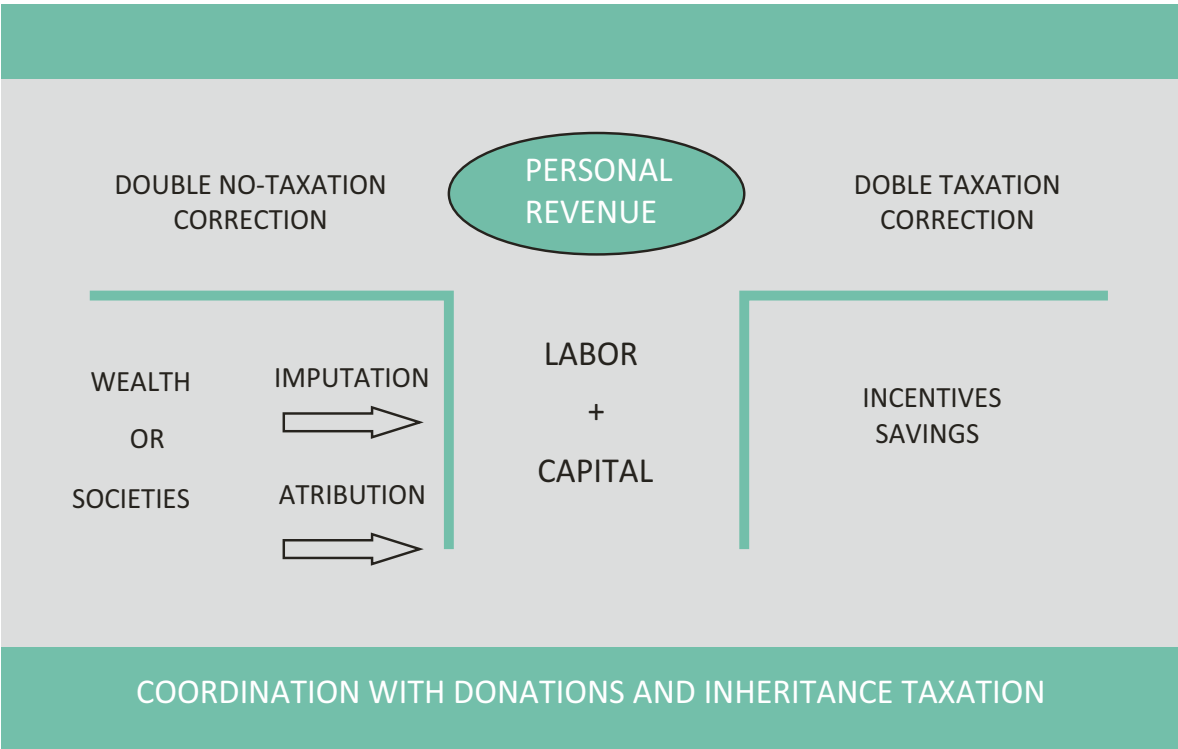 DOUBLE NO-TAXATION
CORRECTION
PERSONAL
REVENUE
DOBLE TAXATION
CORRECTION
WEALTH
OR
SOCIETIES
IMPUTATION
ATRIBUTION
LABOR
+
CAPITAL
INCENTIVES
SAVINGS
COORDINATION WITH DONATIONS AND INHERITANCE TAXATION